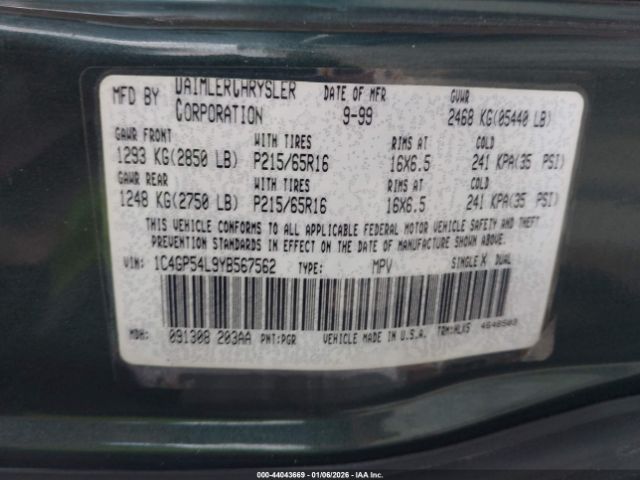 MFD BY DAIMLERCHRYSLER CORPORATION DATE OF MFR 9-99 GVWR 2468 KG(05440 LB)
GAWR FRONT WITH TIRES RIMS AT COLD
1293 KG(2850 LB) P215/65R16 16X6.5 241 KPA(35 PSI)
GAWR REAR WITH TIRES RIMS AT COLD
1248 KG(2750 LB) P215/65R16 16X6.5 241 KPA(35 PSI)
THIS VEHICLE CONFORMS TO ALL APPLICABLE FEDERAL MOTOR VEHICLE SAFETY AND THEFT
PREVENTION STANDARDS IN EFFECT ON THE DATE OF MANUFACTURE SHOWN ABOVE.
VIN: 1C4GP54L9YB567562 TYPE: MPV SINGLE X DUAL
MDH: 091308 203AA PNT:PGR VEHICLE MADE IN U.S.A. TRM:HLK5 4648503
000-44043669 - 01/06/2026 - IAA, Inc.